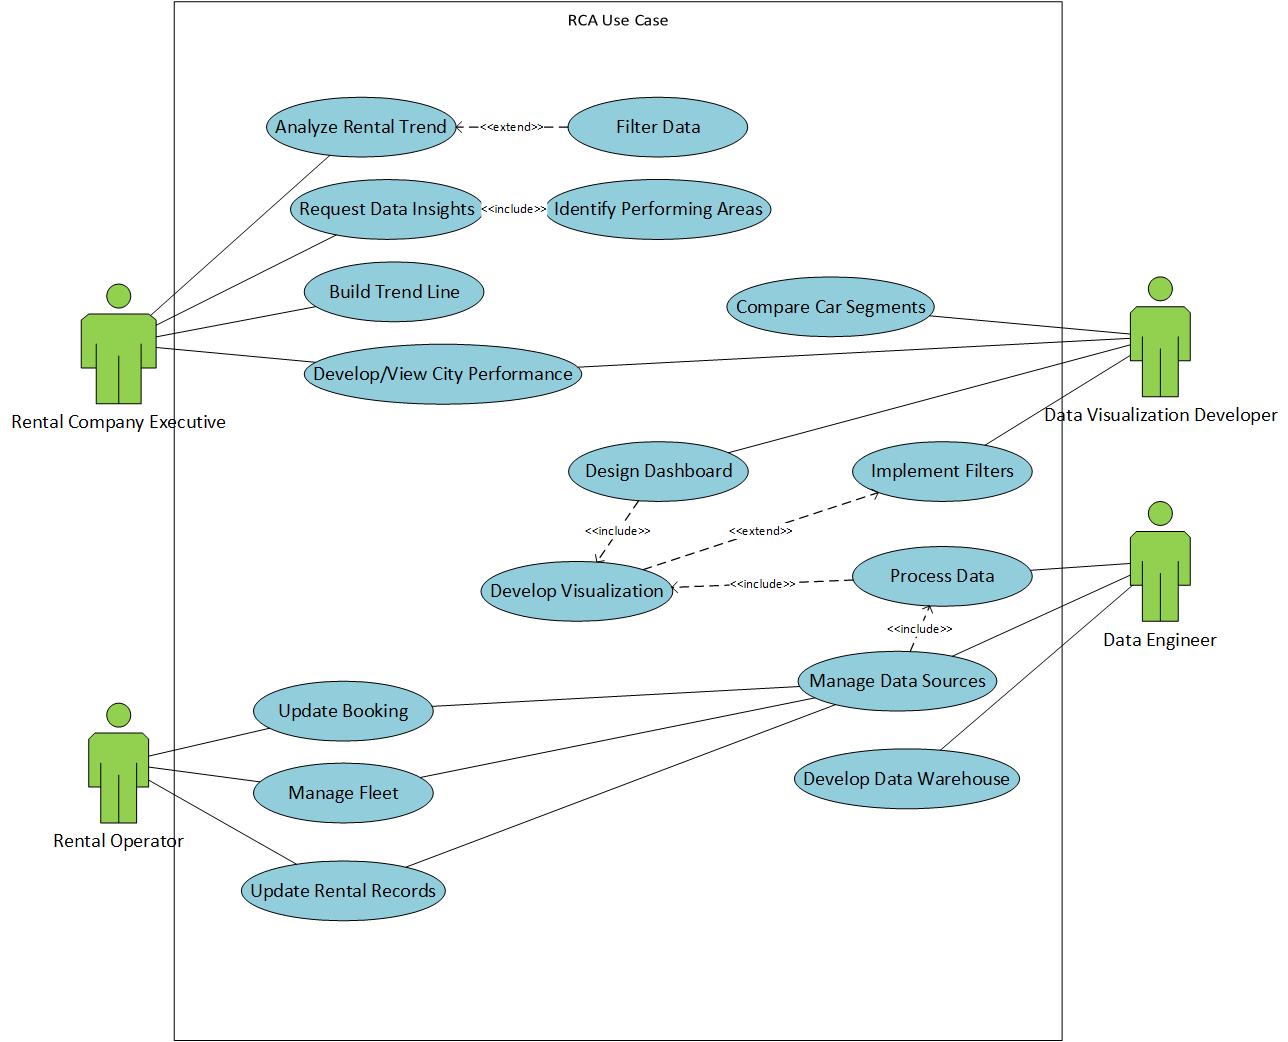 RCA Use Case
Analyze Rental Trend
<<extend>>
Filter Data
Request Data Insights
<<include>>
Identify Performing Areas
Build Trend Line
Compare Car Segments
Develop/View City Performance
Rental Company Executive
Data Visualization Developer
Design Dashboard
Implement Filters
<<include>>
<<extend>>
Develop Visualization
<<include>>
Process Data
<<include>>
Data Engineer
Manage Data Sources
Update Booking
Develop Data Warehouse
Manage Fleet
Rental Operator
Update Rental Records